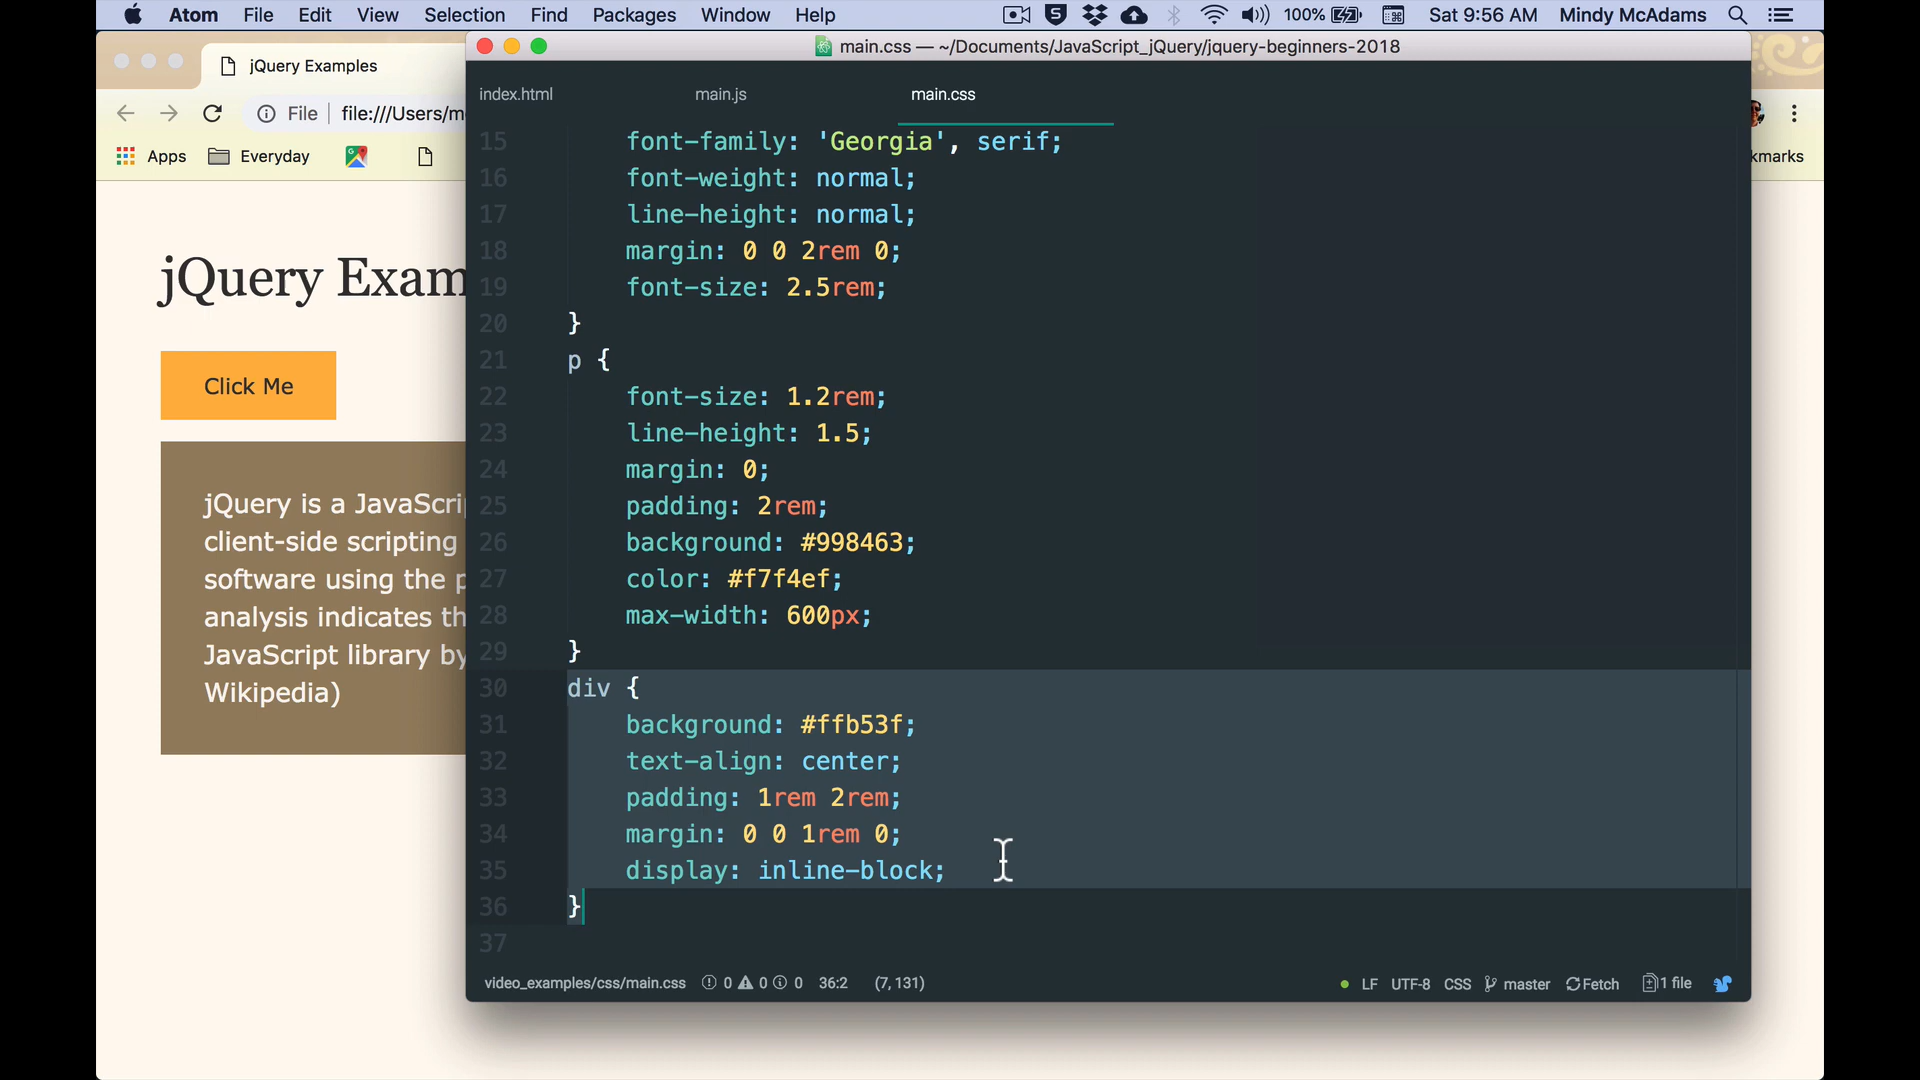 Atom File Edit View Selection Find Packages Window Help 100% Sat 9:56 AM Mindy McAdams
jQuery Examples
File file:///Users/m
Apps Everyday
kmarks
jQuery Exam
Click Me
jQuery is a JavaScri
client-side scripting
software using the p
analysis indicates th
JavaScript library by
Wikipedia)
main.css — ~/Documents/JavaScript_jQuery/jquery-beginners-2018
index.html main.js main.css
15 font-family: 'Georgia', serif;
16 font-weight: normal;
17 line-height: normal;
18 margin: 0 0 2rem 0;
19 font-size: 2.5rem;
20 }
21 p {
22 font-size: 1.2rem;
23 line-height: 1.5;
24 margin: 0;
25 padding: 2rem;
26 background: #998463;
27 color: #f7f4ef;
28 max-width: 600px;
29 }
30 div {
31 background: #ffb53f;
32 text-align: center;
33 padding: 1rem 2rem;
34 margin: 0 0 1rem 0;
35 display: inline-block;
36 }
37
video_examples/css/main.css 0 0 0 36:2 (7, 131) LF UTF-8 CSS master Fetch 1 file